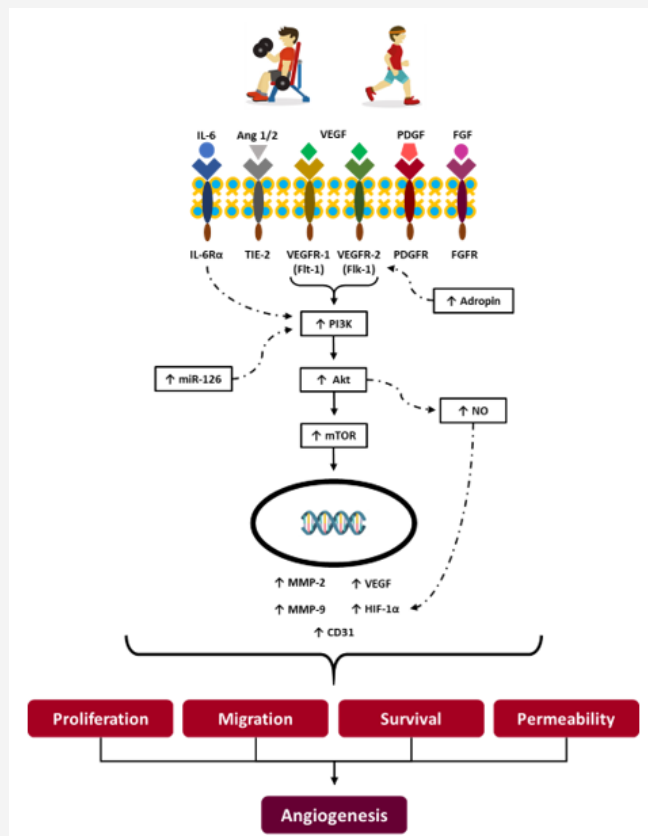 IL-6 Ang 1/2 VEGF PDGF FGF
IL-6Rα TIE-2 VEGFR-1 VEGFR-2 PDGFR FGFR
(Flt-1) (Flk-1)
↑ Adropin
↑ PI3K
↑ miR-126
↑ Akt
↑ NO
↑ mTOR
↑ MMP-2 ↑ VEGF
↑ MMP-9 ↑ HIF-1α
↑ CD31
Proliferation Migration Survival Permeability
Angiogenesis